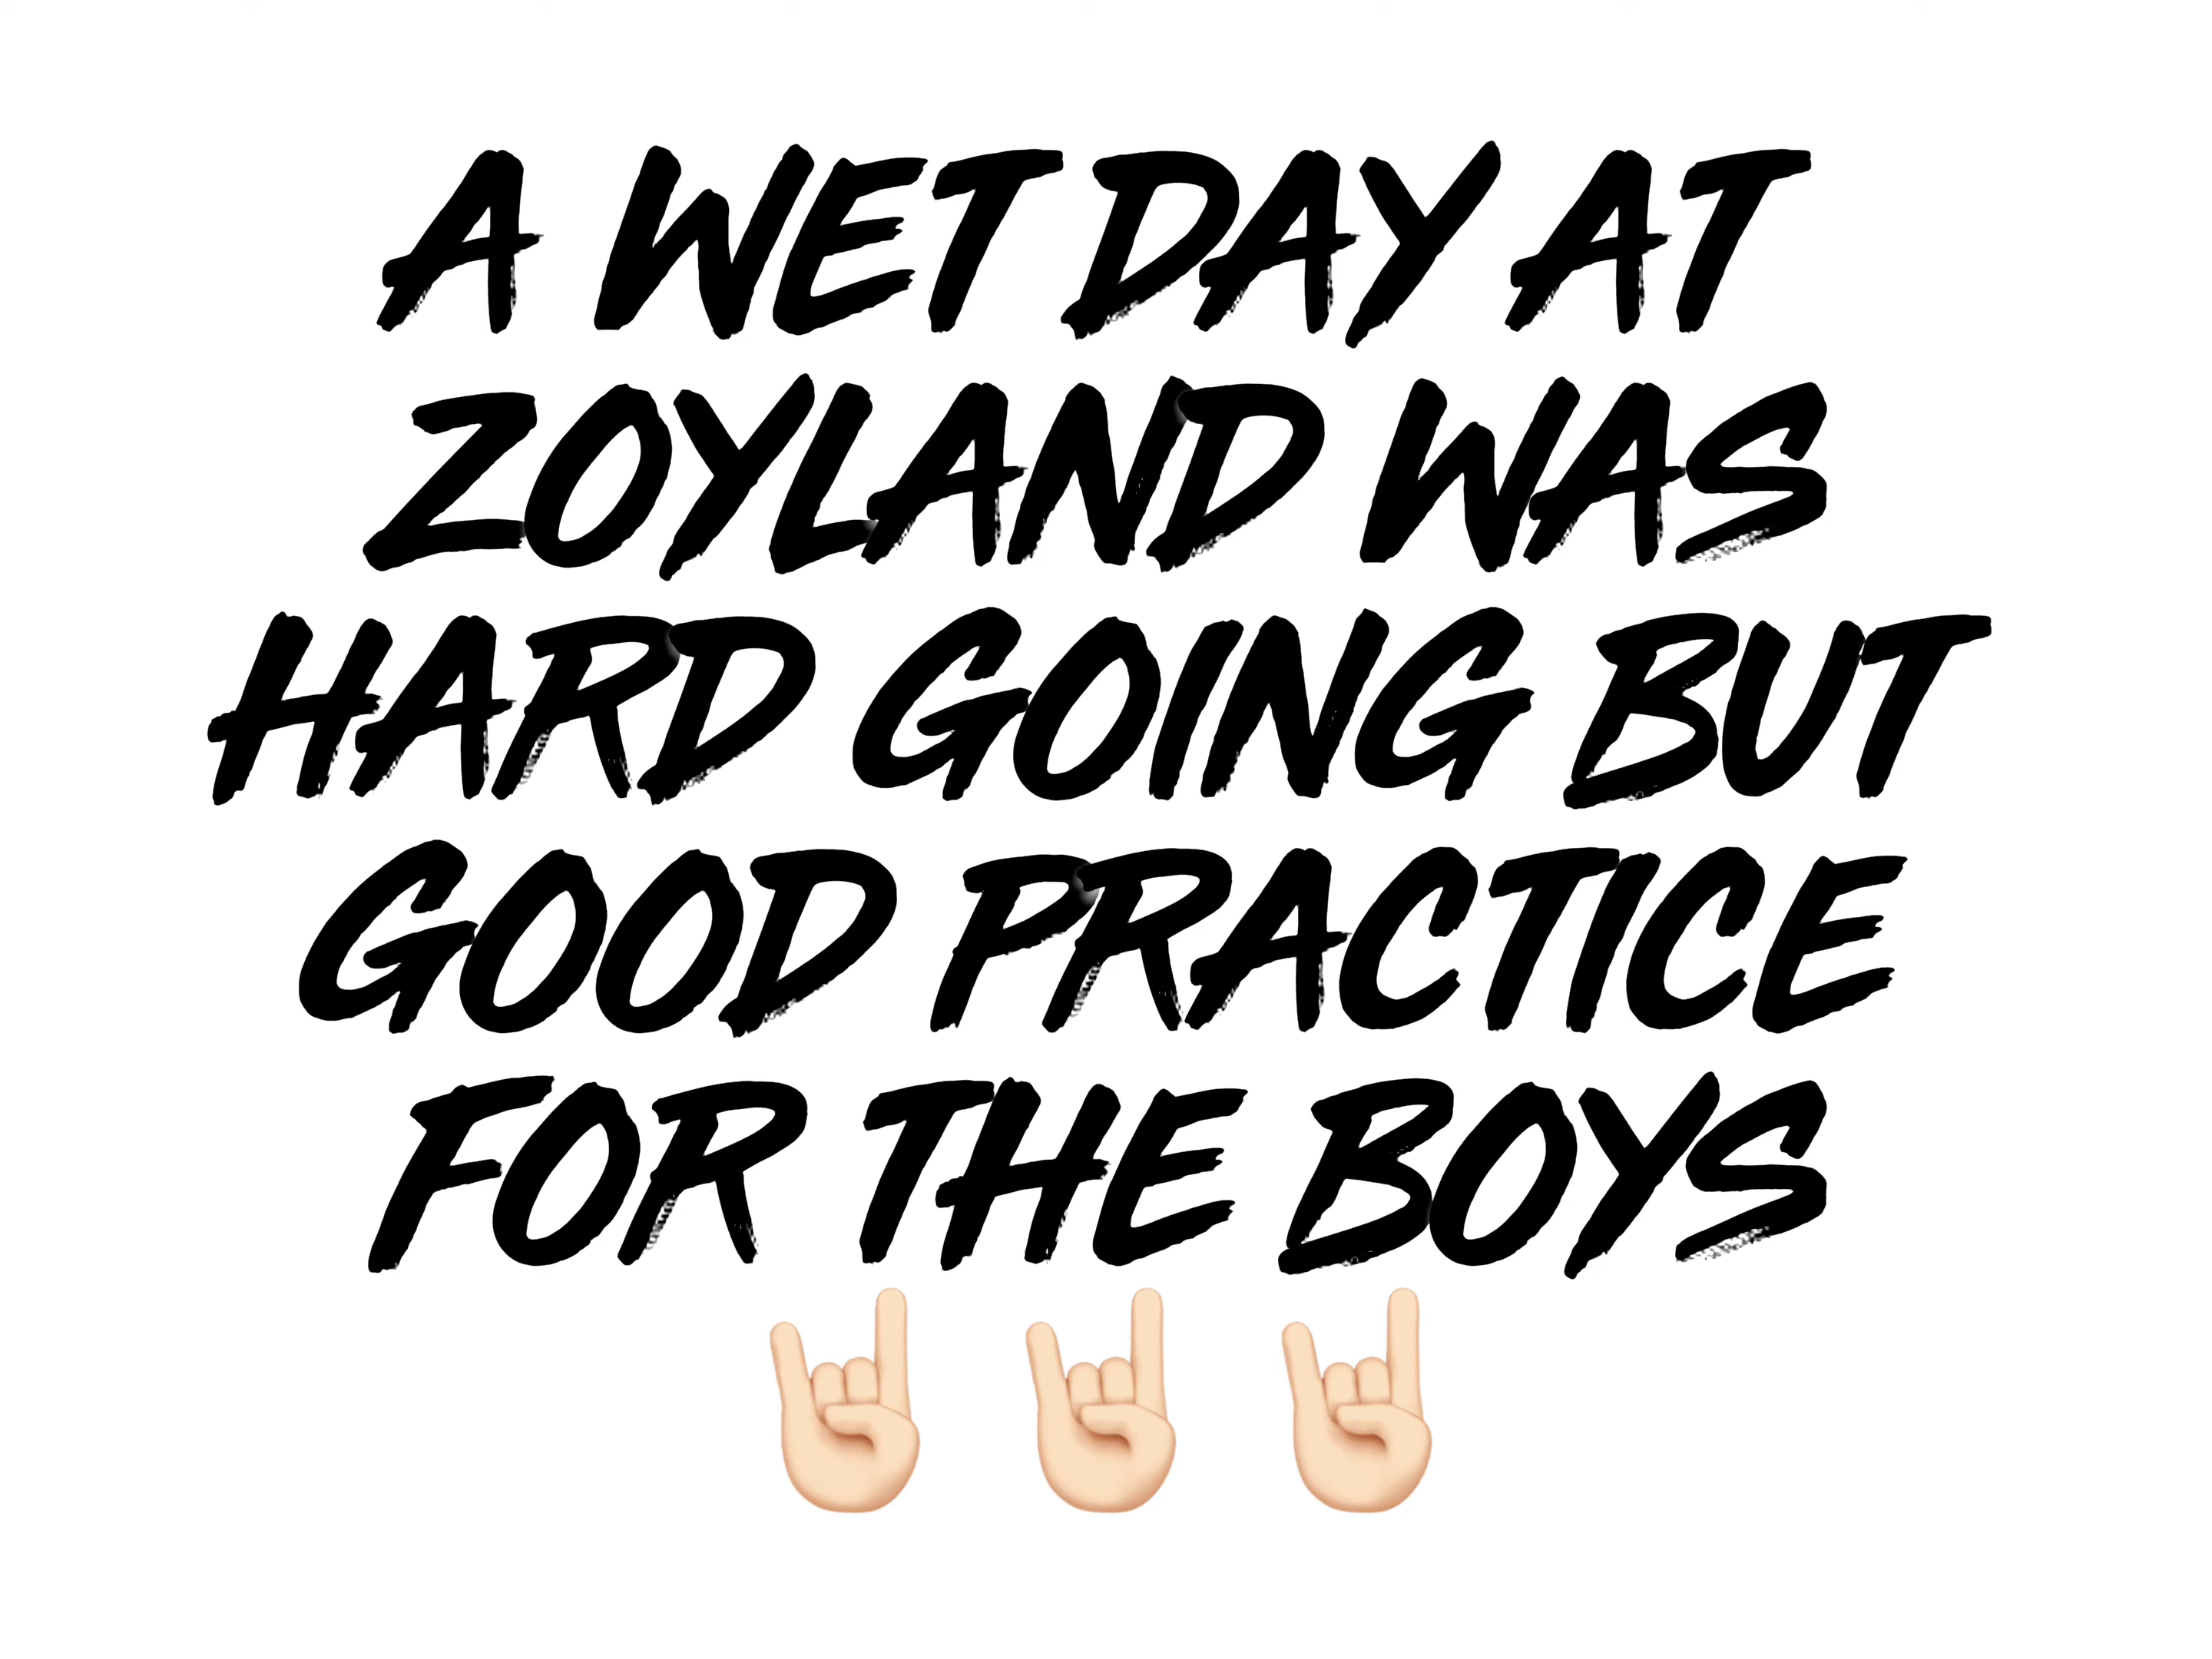 A WET DAY AT
ZOYLAND WAS
HARD GOING BUT
GOOD PRACTICE
FOR THE BOYS
🤘🏻🤘🏻🤘🏻